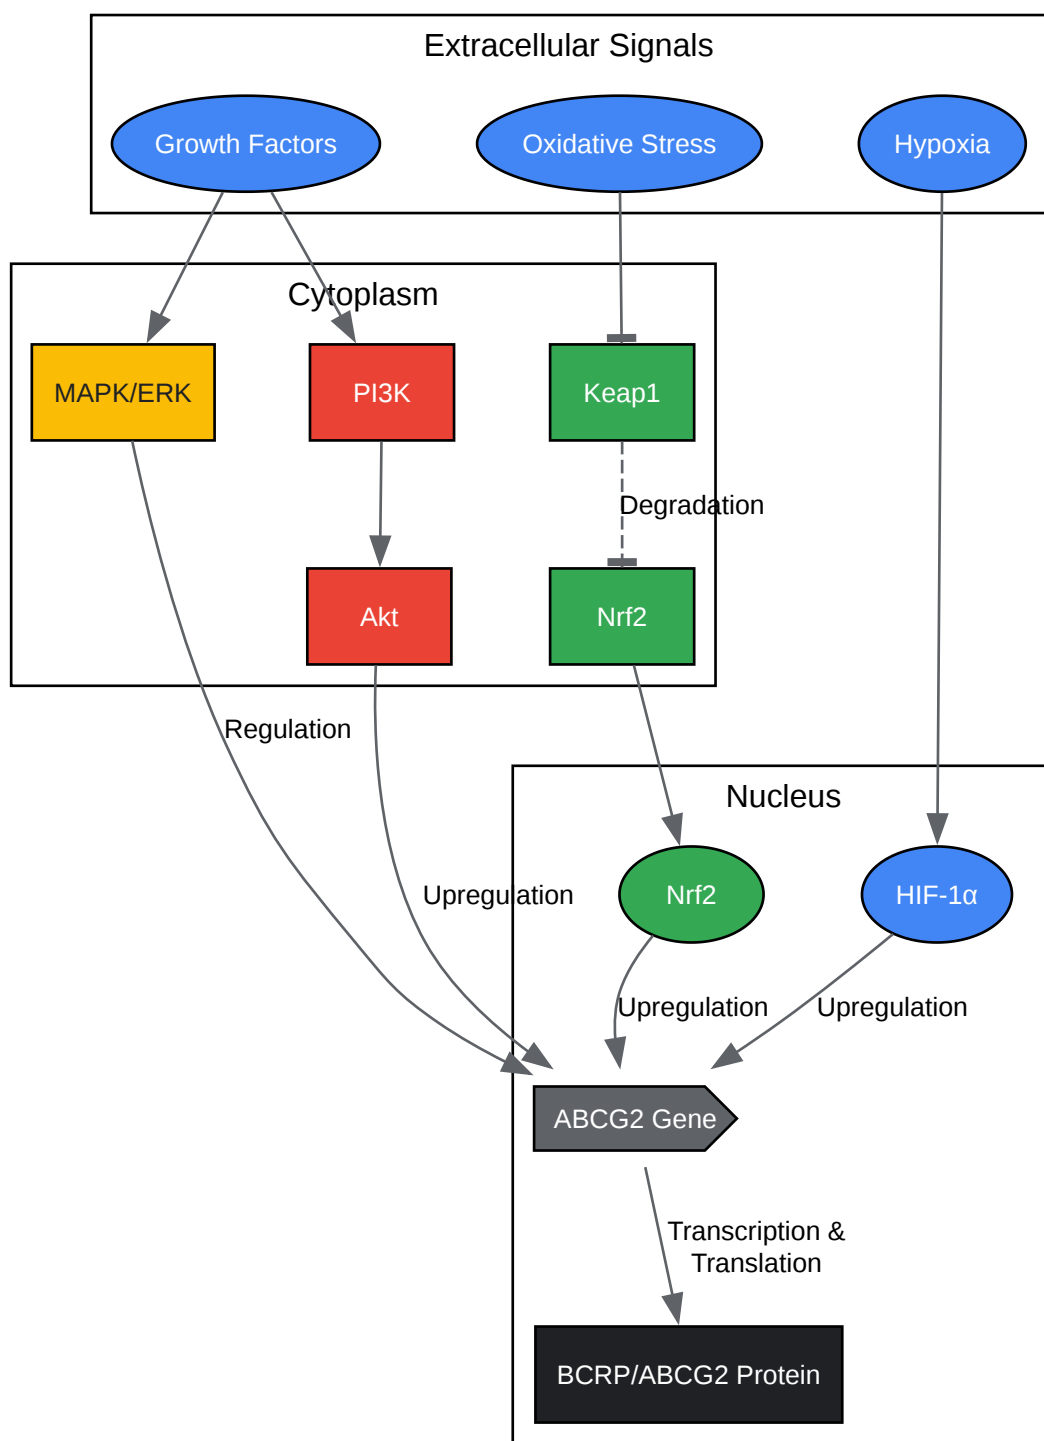 Extracellular Signals
Growth Factors
Oxidative Stress
Hypoxia
Cytoplasm
MAPK/ERK
PI3K
Keap1
Degradation
Akt
Nrf2
Regulation
Nucleus
Upregulation
Nrf2
HIF-1α
Upregulation
Upregulation
ABCG2 Gene
Transcription &
Translation
BCRP/ABCG2 Protein